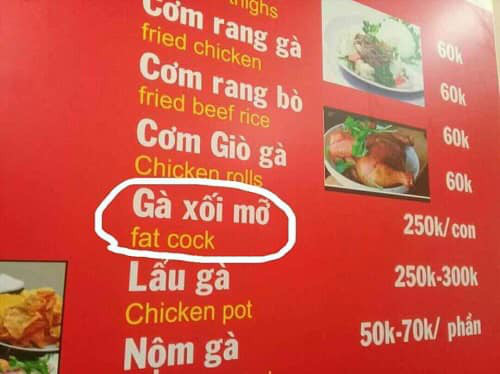 thighs
Cơm rang gà
60k
fried chicken
Cơm rang bò
60k
fried beef rice
Cơm Giò gà
60k
Chicken rolls
60k
Gà xối mỡ
250k/con
fat cock
Lẩu gà
250k-300k
Chicken pot
50k-70k/ phần
Nộm gà